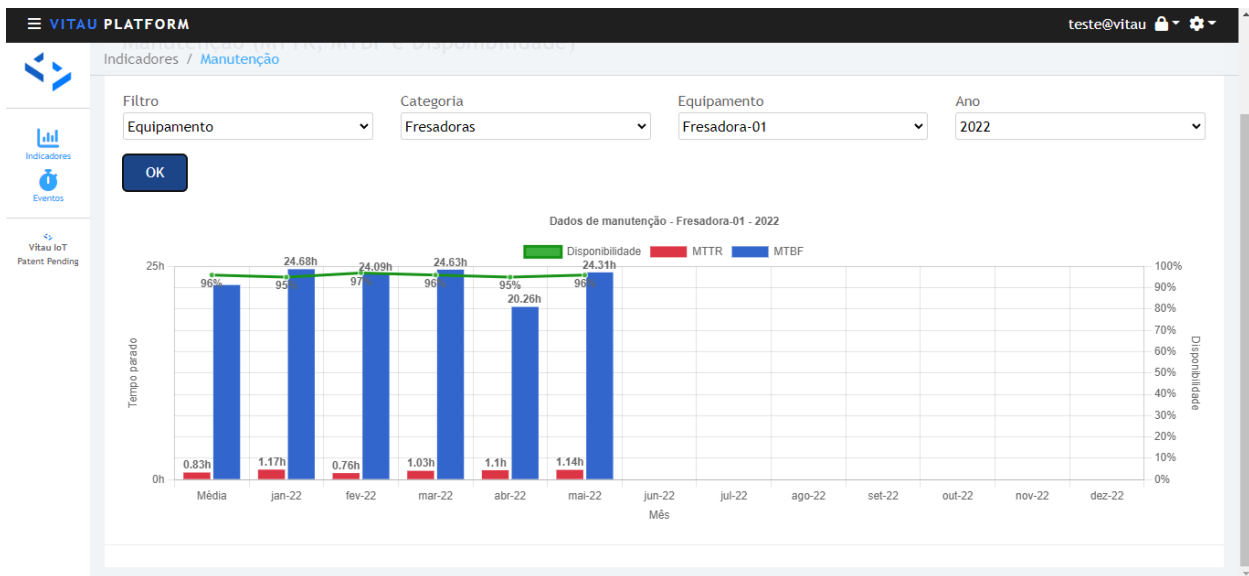 VITAU PLATFORM
teste@vitau
Manutenção (MTTR, MTBF e Disponibilidade)
Indicadores / Manutenção
Indicadores
Eventos
Vitau IoT
Patent Pending
Filtro Categoria Equipamento Ano
Equipamento Fresadoras Fresadora-01 2022
OK
Dados de manutenção - Fresadora-01 - 2022
Disponibilidade MTTR MTBF
25h
0h
Tempo parado
24.68h 24.09h 24.63h 20.26h 24.31h
96% 95% 97% 96% 95% 96%
0.83h 1.17h 0.76h 1.03h 1.1h 1.14h
100%
90%
80%
70%
60%
50%
40%
30%
20%
10%
0%
Disponibilidade
Média jan-22 fev-22 mar-22 abr-22 mai-22 jun-22 jul-22 ago-22 set-22 out-22 nov-22 dez-22
Mês